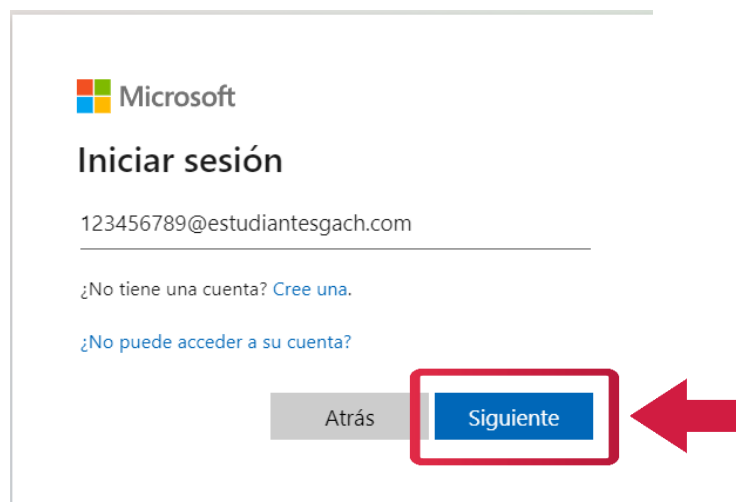 Microsoft
Iniciar sesión
123456789@estudiantesgach.com
¿No tiene una cuenta? Cree una.
¿No puede acceder a su cuenta?
Atrás Siguiente